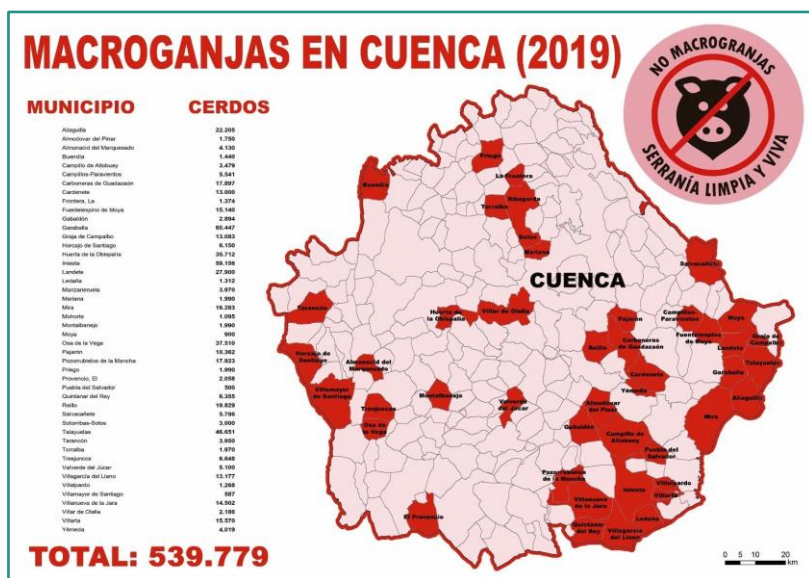 MACROGANJAS EN CUENCA (2019)
NO MACROGRANJAS
SERRANÍA LIMPIA Y VIVA
MUNICIPIO CERDOS
Aliaguilla 22.205
Almodovar del Pinar 1.750
Almonacid del Marquesado 4.130
Buendía 1.440
Campillo de Altobuey 3.479
Campillos-Paravientos 5.541
Carboneras de Guadazaón 17.897
Cardenete 13.000
Frontera, La 1.374
Fuentelespino de Moya 15.140
Gabaldón 2.894
Garaballa 60.447
Graja de Campalbo 13.083
Horcajo de Santiago 6.150
Huerta de la Obispalía 35.712
Iniesta 59.156
Landete 27.900
Ledaña 1.312
Manzaneruela 3.970
Mariana 1.990
Mira 16.283
Mohorte 1.095
Montalbanejo 1.990
Moya 900
Osa de la Vega 37.510
Pajarón 10.362
Pozorrubielos de la Mancha 17.923
Priego 1.990
Provencio, El 2.058
Puebla del Salvador 500
Quintanar del Rey 6.355
Reíllo 19.829
Salvacañete 5.786
Sotorribas-Sotos 3.000
Talayuelas 46.651
Tarancón 3.950
Torralba 1.970
Tresjuncos 6.648
Valverde del Júcar 5.100
Villagarcía del Llano 13.177
Villalpardo 1.268
Villamayor de Santiago 587
Villanueva de la Jara 14.502
Villar de Olalla 2.186
Villarta 15.570
Yémeda 4.019
TOTAL: 539.779
Priego
La Frontera
Buendía
Ribagorda
Torralba
Sotos
Mariana
CUENCA
Salvacañete
Tarancón
Huerta de
la Obispalía
Villar de Olalla
Pajarón
Campillos-
Paravientos
Moya
Fuentelespino
de Moya
Landete
Graja de
Campalbo
Reíllo
Carboneras
de Guadazaón
Talayuelas
Garaballa
Horcajo de
Santiago
Almonacid del
Marquesado
Cardenete
Aliaguilla
Yémeda
Villamayor
de Santiago
Montalbanejo
Valverde
del Júcar
Almodóvar
del Pinar
Mira
Tresjuncos
Osa de
la Vega
Gabaldón
Campillo de
Altobuey
Puebla del
Salvador
Pozorrubielos
de la Mancha
Villalpardo
Villarta
Villanueva
de la Jara
Iniesta
El Provencio
Quintanar
del Rey
Ledaña
Villagarcía
del Llano
0 5 10 20
km